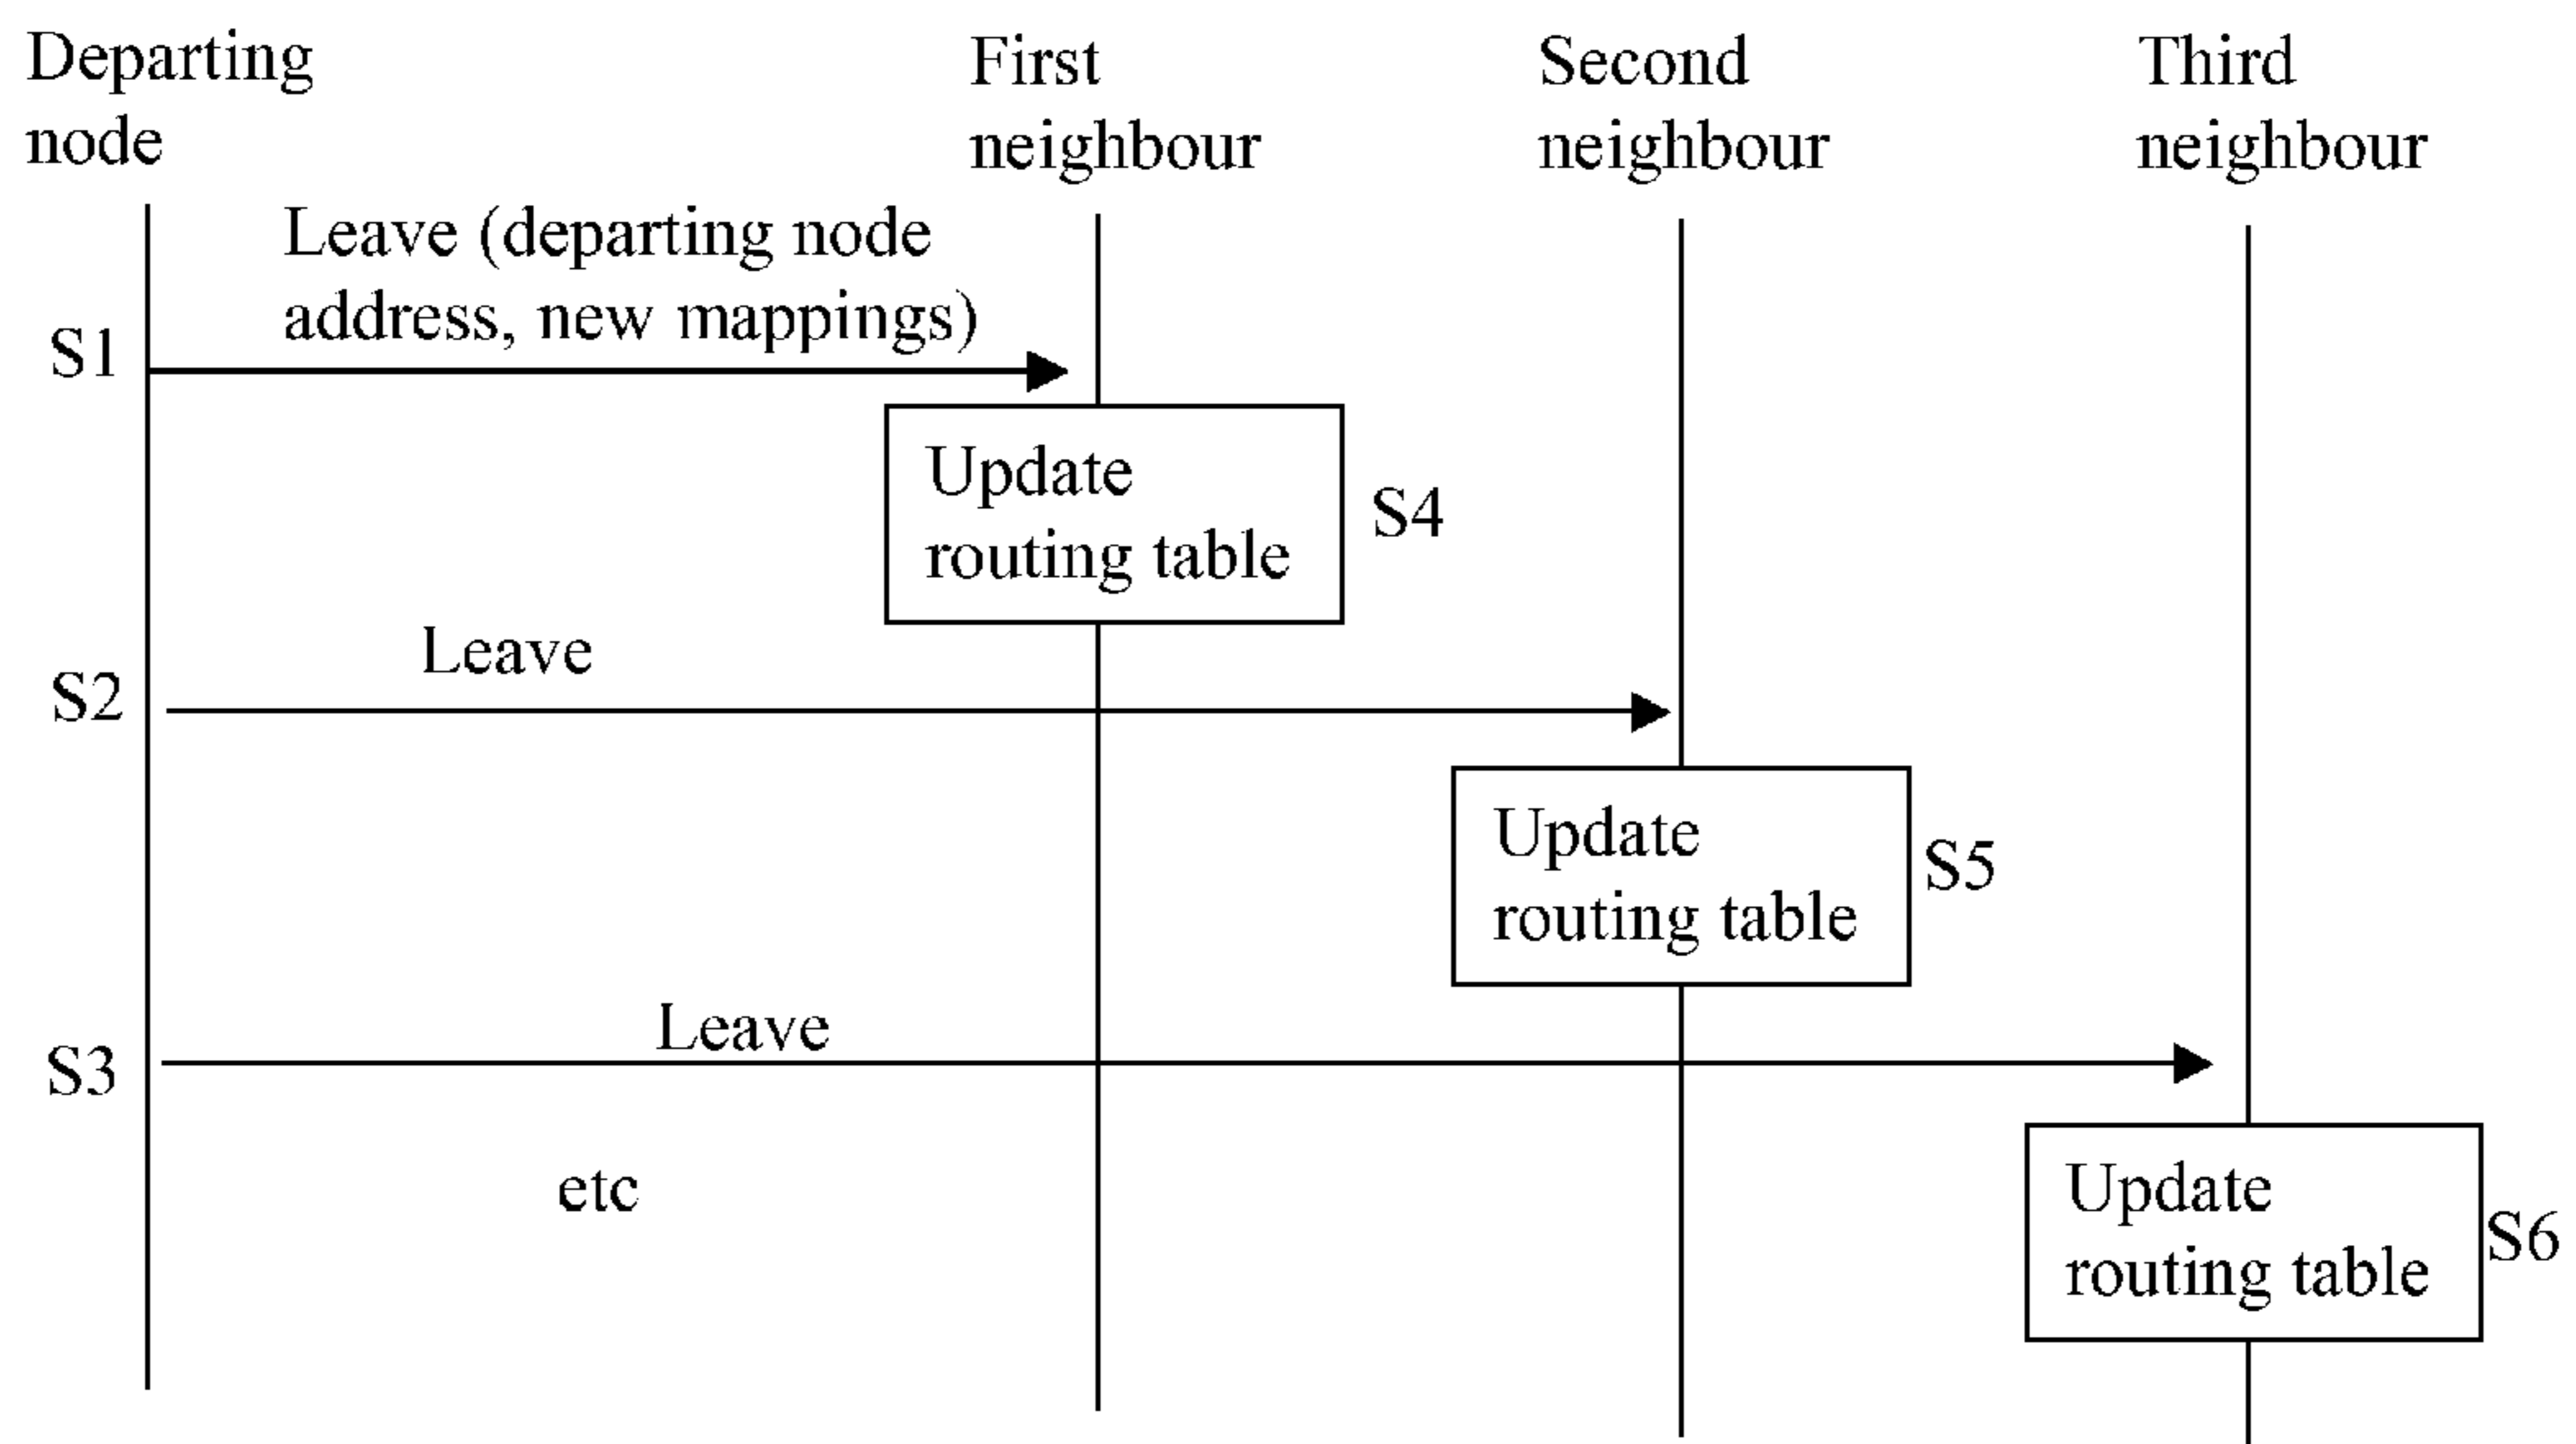 Departing
node
First
neighbour
Second
neighbour
Third
neighbour
Leave (departing node
address, new mappings)
S1
Update
routing table
S4
Leave
S2
Update
routing table
S5
Leave
S3
etc
Update
routing table
S6